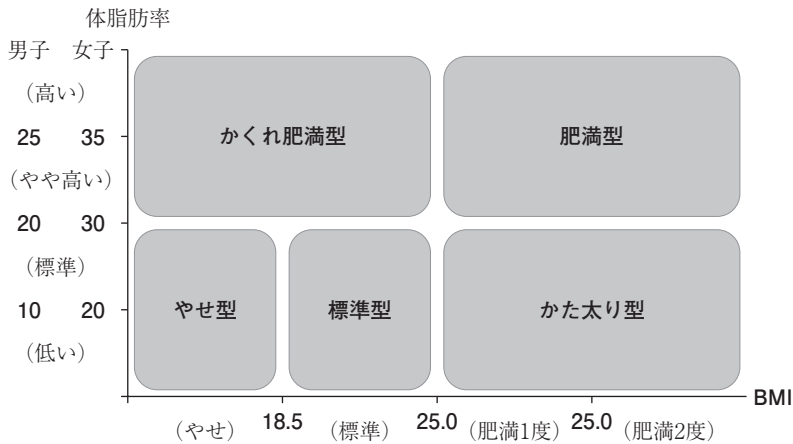 体脂肪率
男子 女子
（高い）
25 35
かくれ肥満型 肥満型
（やや高い）
20 30
（標準）
10 20
やせ型 標準型 かた太り型
（低い）
BMI
18.5 25.0 25.0
（やせ） （標準） （肥満1度） （肥満2度）